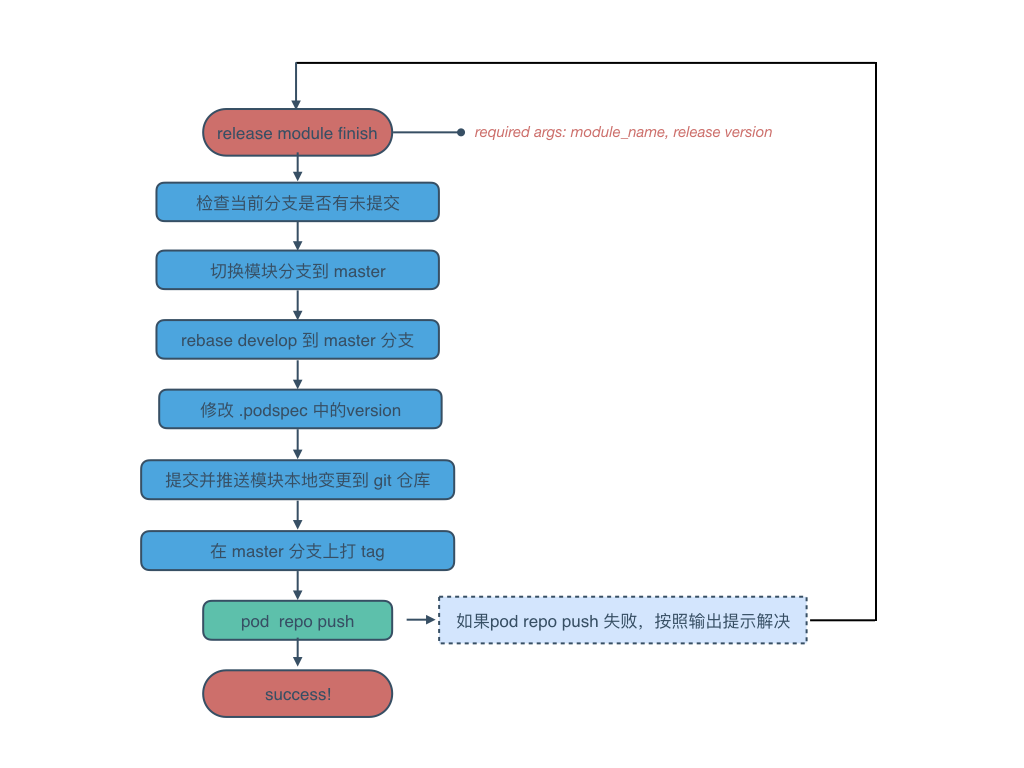 release module finish
required args: module_name, release version
检查当前分支是否有未提交
切换模块分支到 master
rebase develop 到 master 分支
修改 .podspec 中的version
提交并推送模块本地变更到 git 仓库
在 master 分支上打 tag
pod  repo push
如果pod repo push 失败，按照输出提示解决
success!